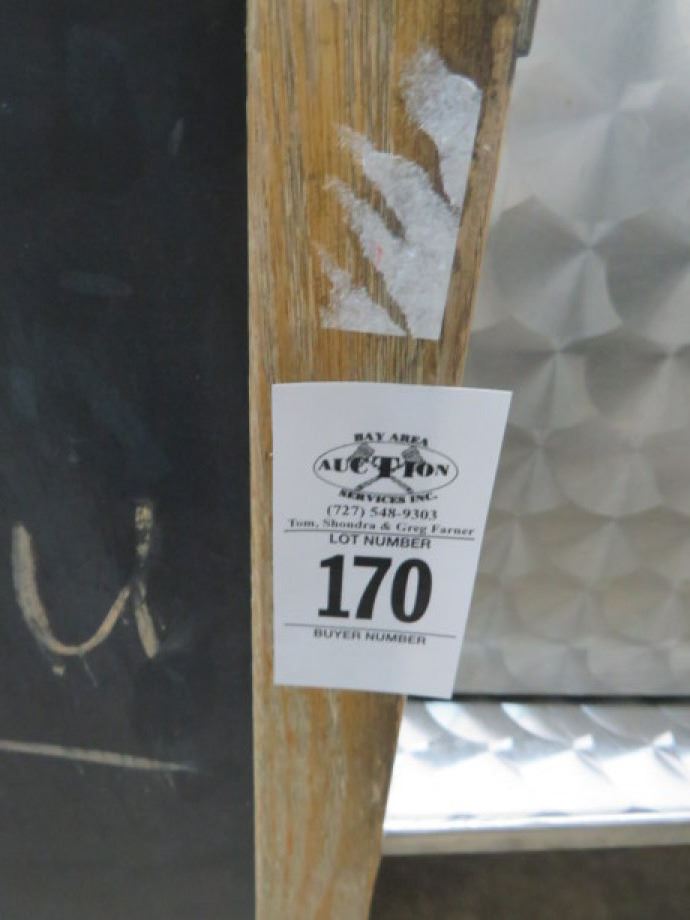 BAY AREA
AUCTION
SERVICES INC.
(727) 548-9303
Tom, Shondra & Greg Farner
LOT NUMBER
170
BUYER NUMBER
u